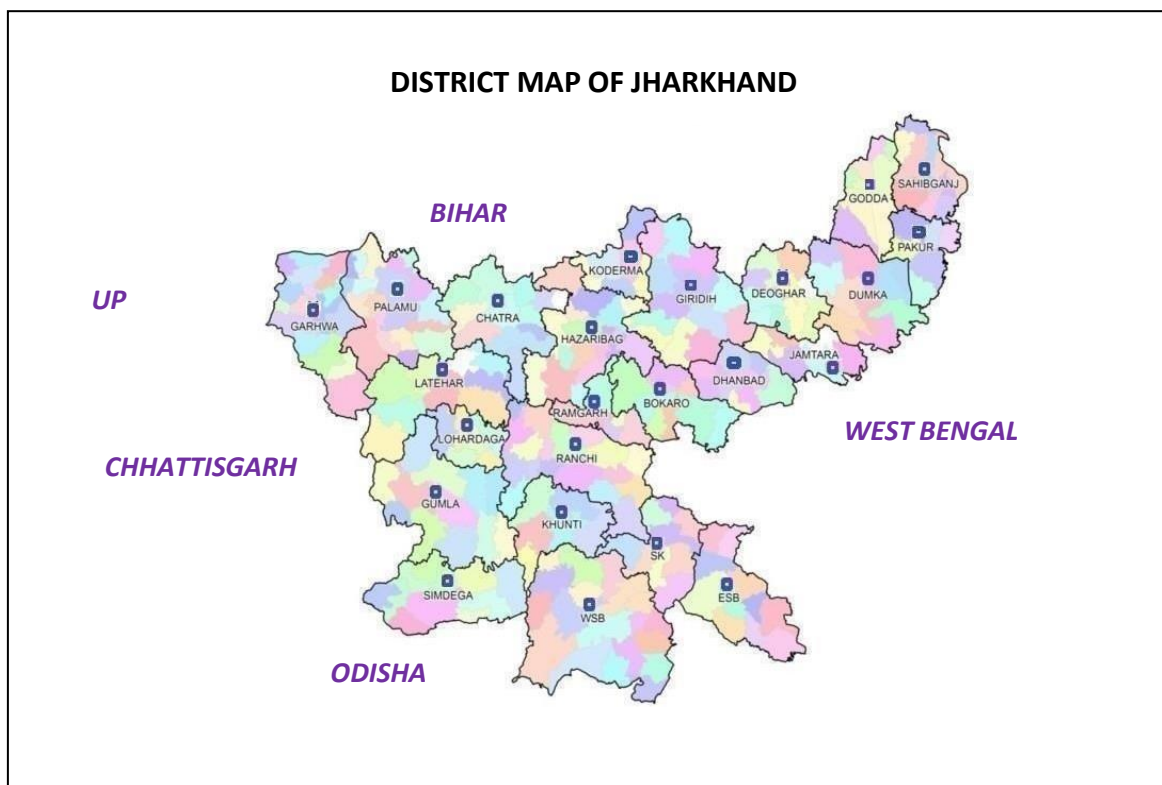 DISTRICT MAP OF JHARKHAND
SAHIBGANJ
GODDA
BIHAR
PAKUR
KODERMA
UP
GIRIDIH
DEOGHAR
DUMKA
PALAMU
CHATRA
GARHWA
HAZARIBAG
JAMTARA
LATEHAR
DHANBAD
BOKARO
RAMGARH
WEST BENGAL
LOHARDAGA
RANCHI
CHHATTISGARH
GUMLA
KHUNTI
SK
SIMDEGA
ESB
WSB
ODISHA